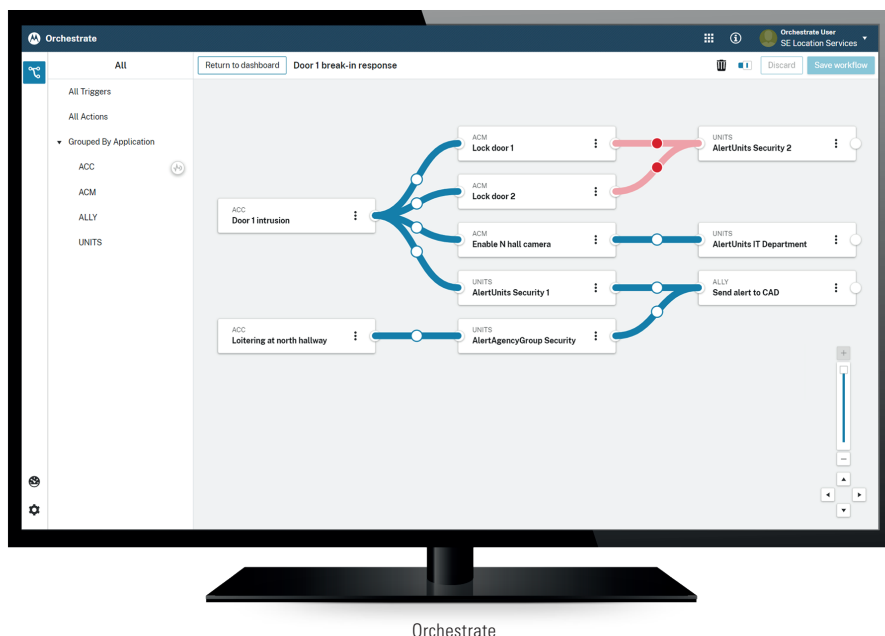 Orchestrate
Orchestrate User
SE Location Services
All
Return to dashboard
Door 1 break-in response
Discard
Save workflow
All Triggers
All Actions
Grouped By Application
ACC
ACM
ALLY
UNITS
ACC
Door 1 intrusion
ACC
Loitering at north hallway
ACM
Lock door 1
ACM
Lock door 2
ACM
Enable N hall camera
UNITS
AlertUnits Security 1
UNITS
AlertAgencyGroup Security
UNITS
AlertUnits Security 2
UNITS
AlertUnits IT Department
ALLY
Send alert to CAD
Orchestrate